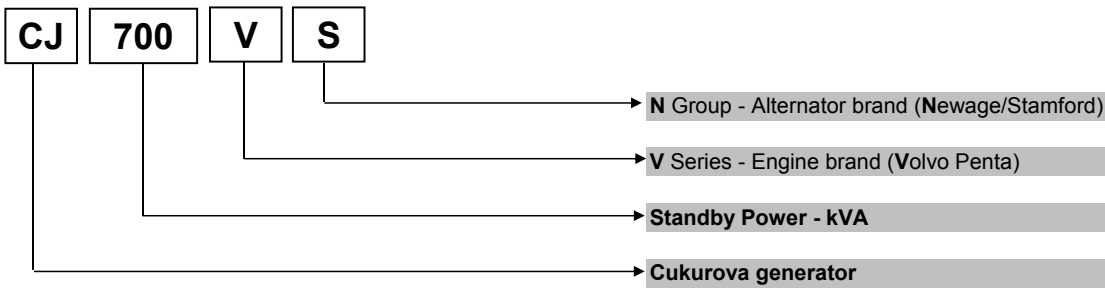 CJ 700 V S
N Group - Alternator brand (Newage/Stamford)
V Series - Engine brand (Volvo Penta)
Standby Power - kVA
Cukurova generator